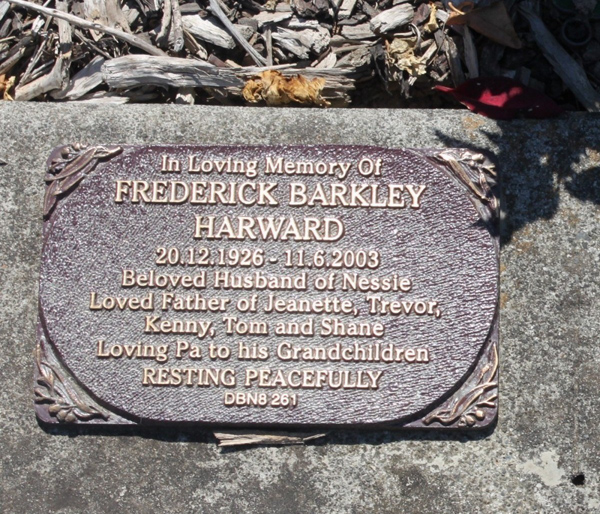 In Loving Memory Of
FREDERICK BARKLEY
HARWARD
20.12.1926 - 11.6.2003
Beloved Husband of Nessie
Loved Father of Jeanette, Trevor,
Kenny, Tom and Shane
Loving Pa to his Grandchildren
RESTING PEACEFULLY
DBN8 261